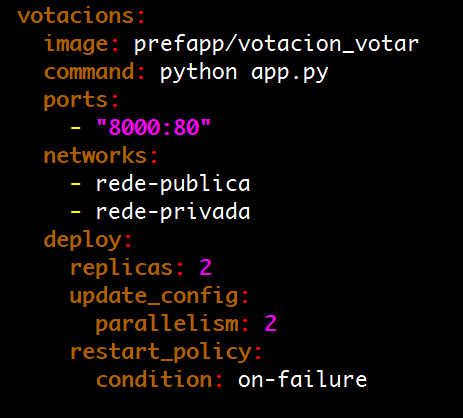 votacions:
image: prefapp/votacion_votar
command: python app.py
ports:
- "8000:80"
networks:
- rede-publica
- rede-privada
deploy:
replicas: 2
update_config:
parallelism: 2
restart_policy:
condition: on-failure